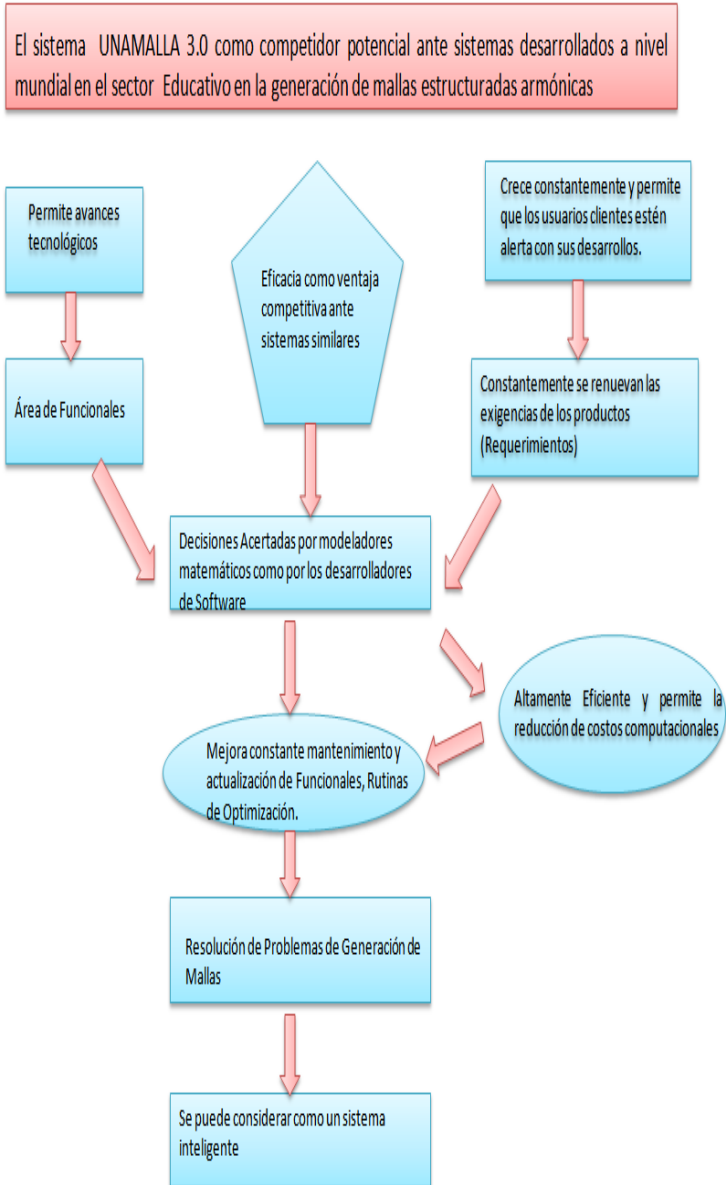 El sistema UNAMALLA 3.0 como competidor potencial ante sistemas desarrollados a nivel
mundial en el sector Educativo en la generación de mallas estructuradas armónicas
Permite avances
tecnológicos
Eficacia como ventaja
competitiva ante
sistemas similares
Crece constantemente y permite
que los usuarios clientes estén
alerta con sus desarrollos.
Área de Funcionales
Constantemente se renuevan las
exigencias de los productos
(Requerimientos)
Decisiones Acertadas por modeladores
matemáticos como por los desarrolladores
de Software
Altamente Eficiente y permite la
reducción de costos computacionales
Mejora constante mantenimiento y
actualización de Funcionales, Rutinas
de Optimización.
Resolución de Problemas de Generación de
Mallas
Se puede considerar como un sistema
inteligente